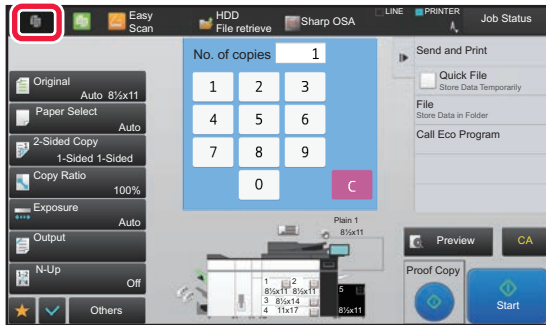 Easy
Scan
HDD
File retrieve
Sharp OSA
LINE
PRINTER
Job Status
Original
Auto 8½x11
Paper Select
Auto
2-Sided Copy
1-Sided 1-Sided
Copy Ratio
100%
Exposure
Auto
Output
N-Up
Off
Others
No. of copies 1
1 2 3
4 5 6
7 8 9
0 C
Plain 1
8½x11
1 2
8½x11 8½x11
3 8½x14
4 11x17
5
8½x11
Send and Print
Quick File
Store Data Temporarily
File
Store Data in Folder
Call Eco Program
Preview
CA
Proof Copy
Start